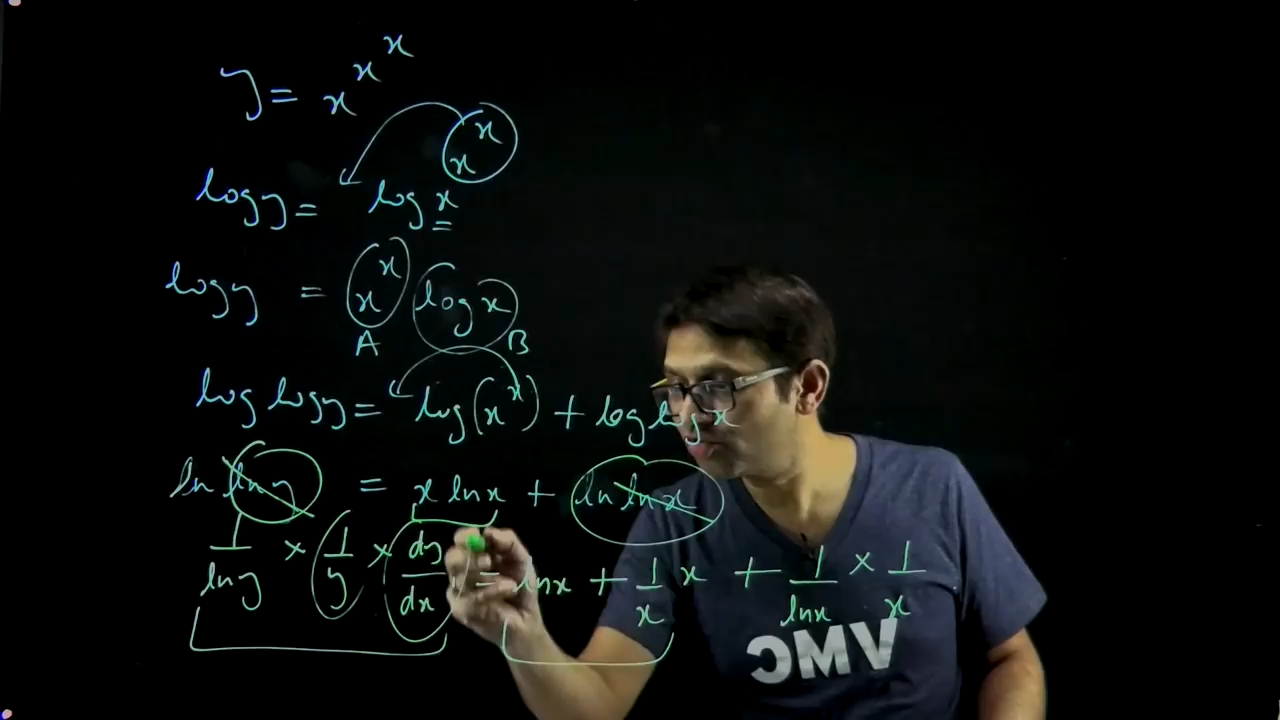 y = x^x^x
log y = log x^x^x
log y = x^x log x
A B
log log y = log(x^x) + log log x
ln ln y = x ln x + ln ln x
1/ln y × 1/y × dy/dx = ln x + 1/x x + 1/ln x × 1/x
VMC